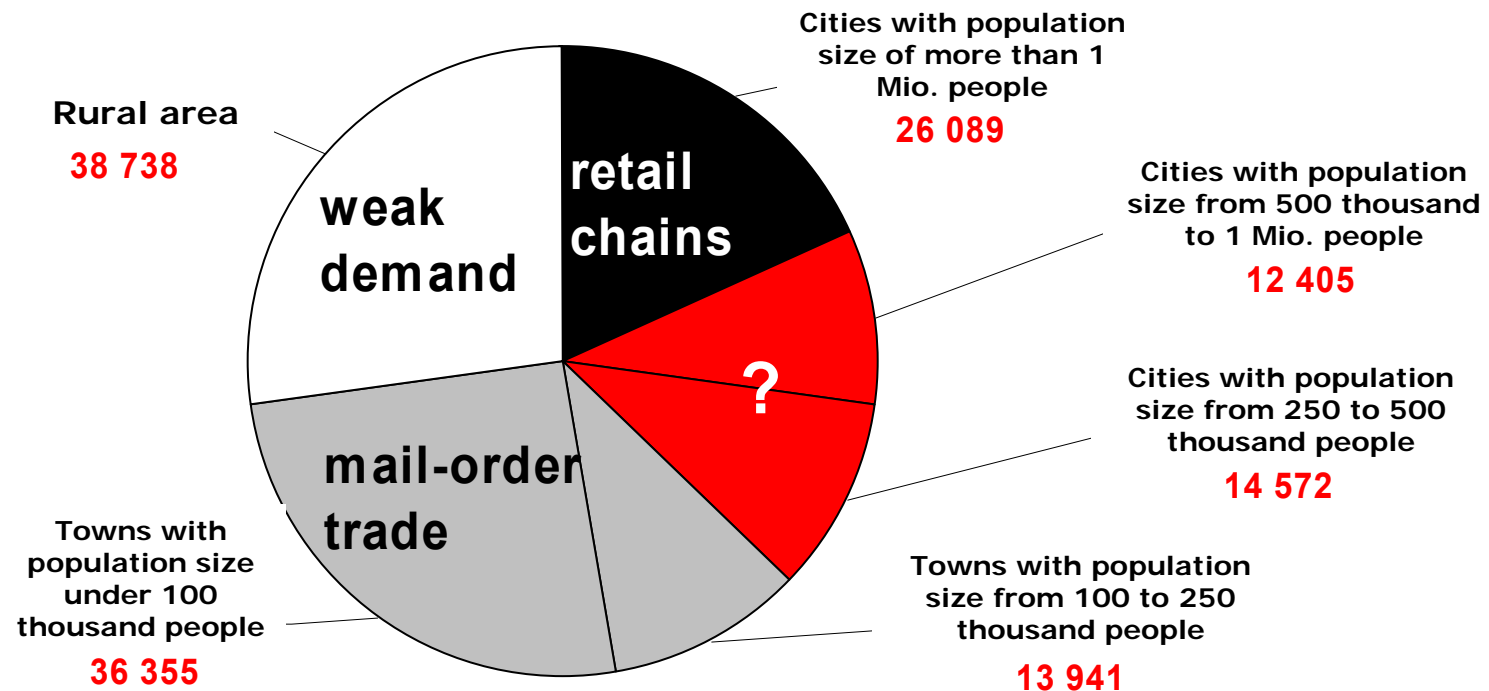 Cities with population
size of more than 1
Mio. people
26 089
Rural area
38 738
retail
chains
weak
demand
Cities with population
size from 500 thousand
to 1 Mio. people
12 405
?
Cities with population
size from 250 to 500
thousand people
14 572
mail-order
trade
Towns with
population size
under 100
thousand people
36 355
Towns with population
size from 100 to 250
thousand people
13 941